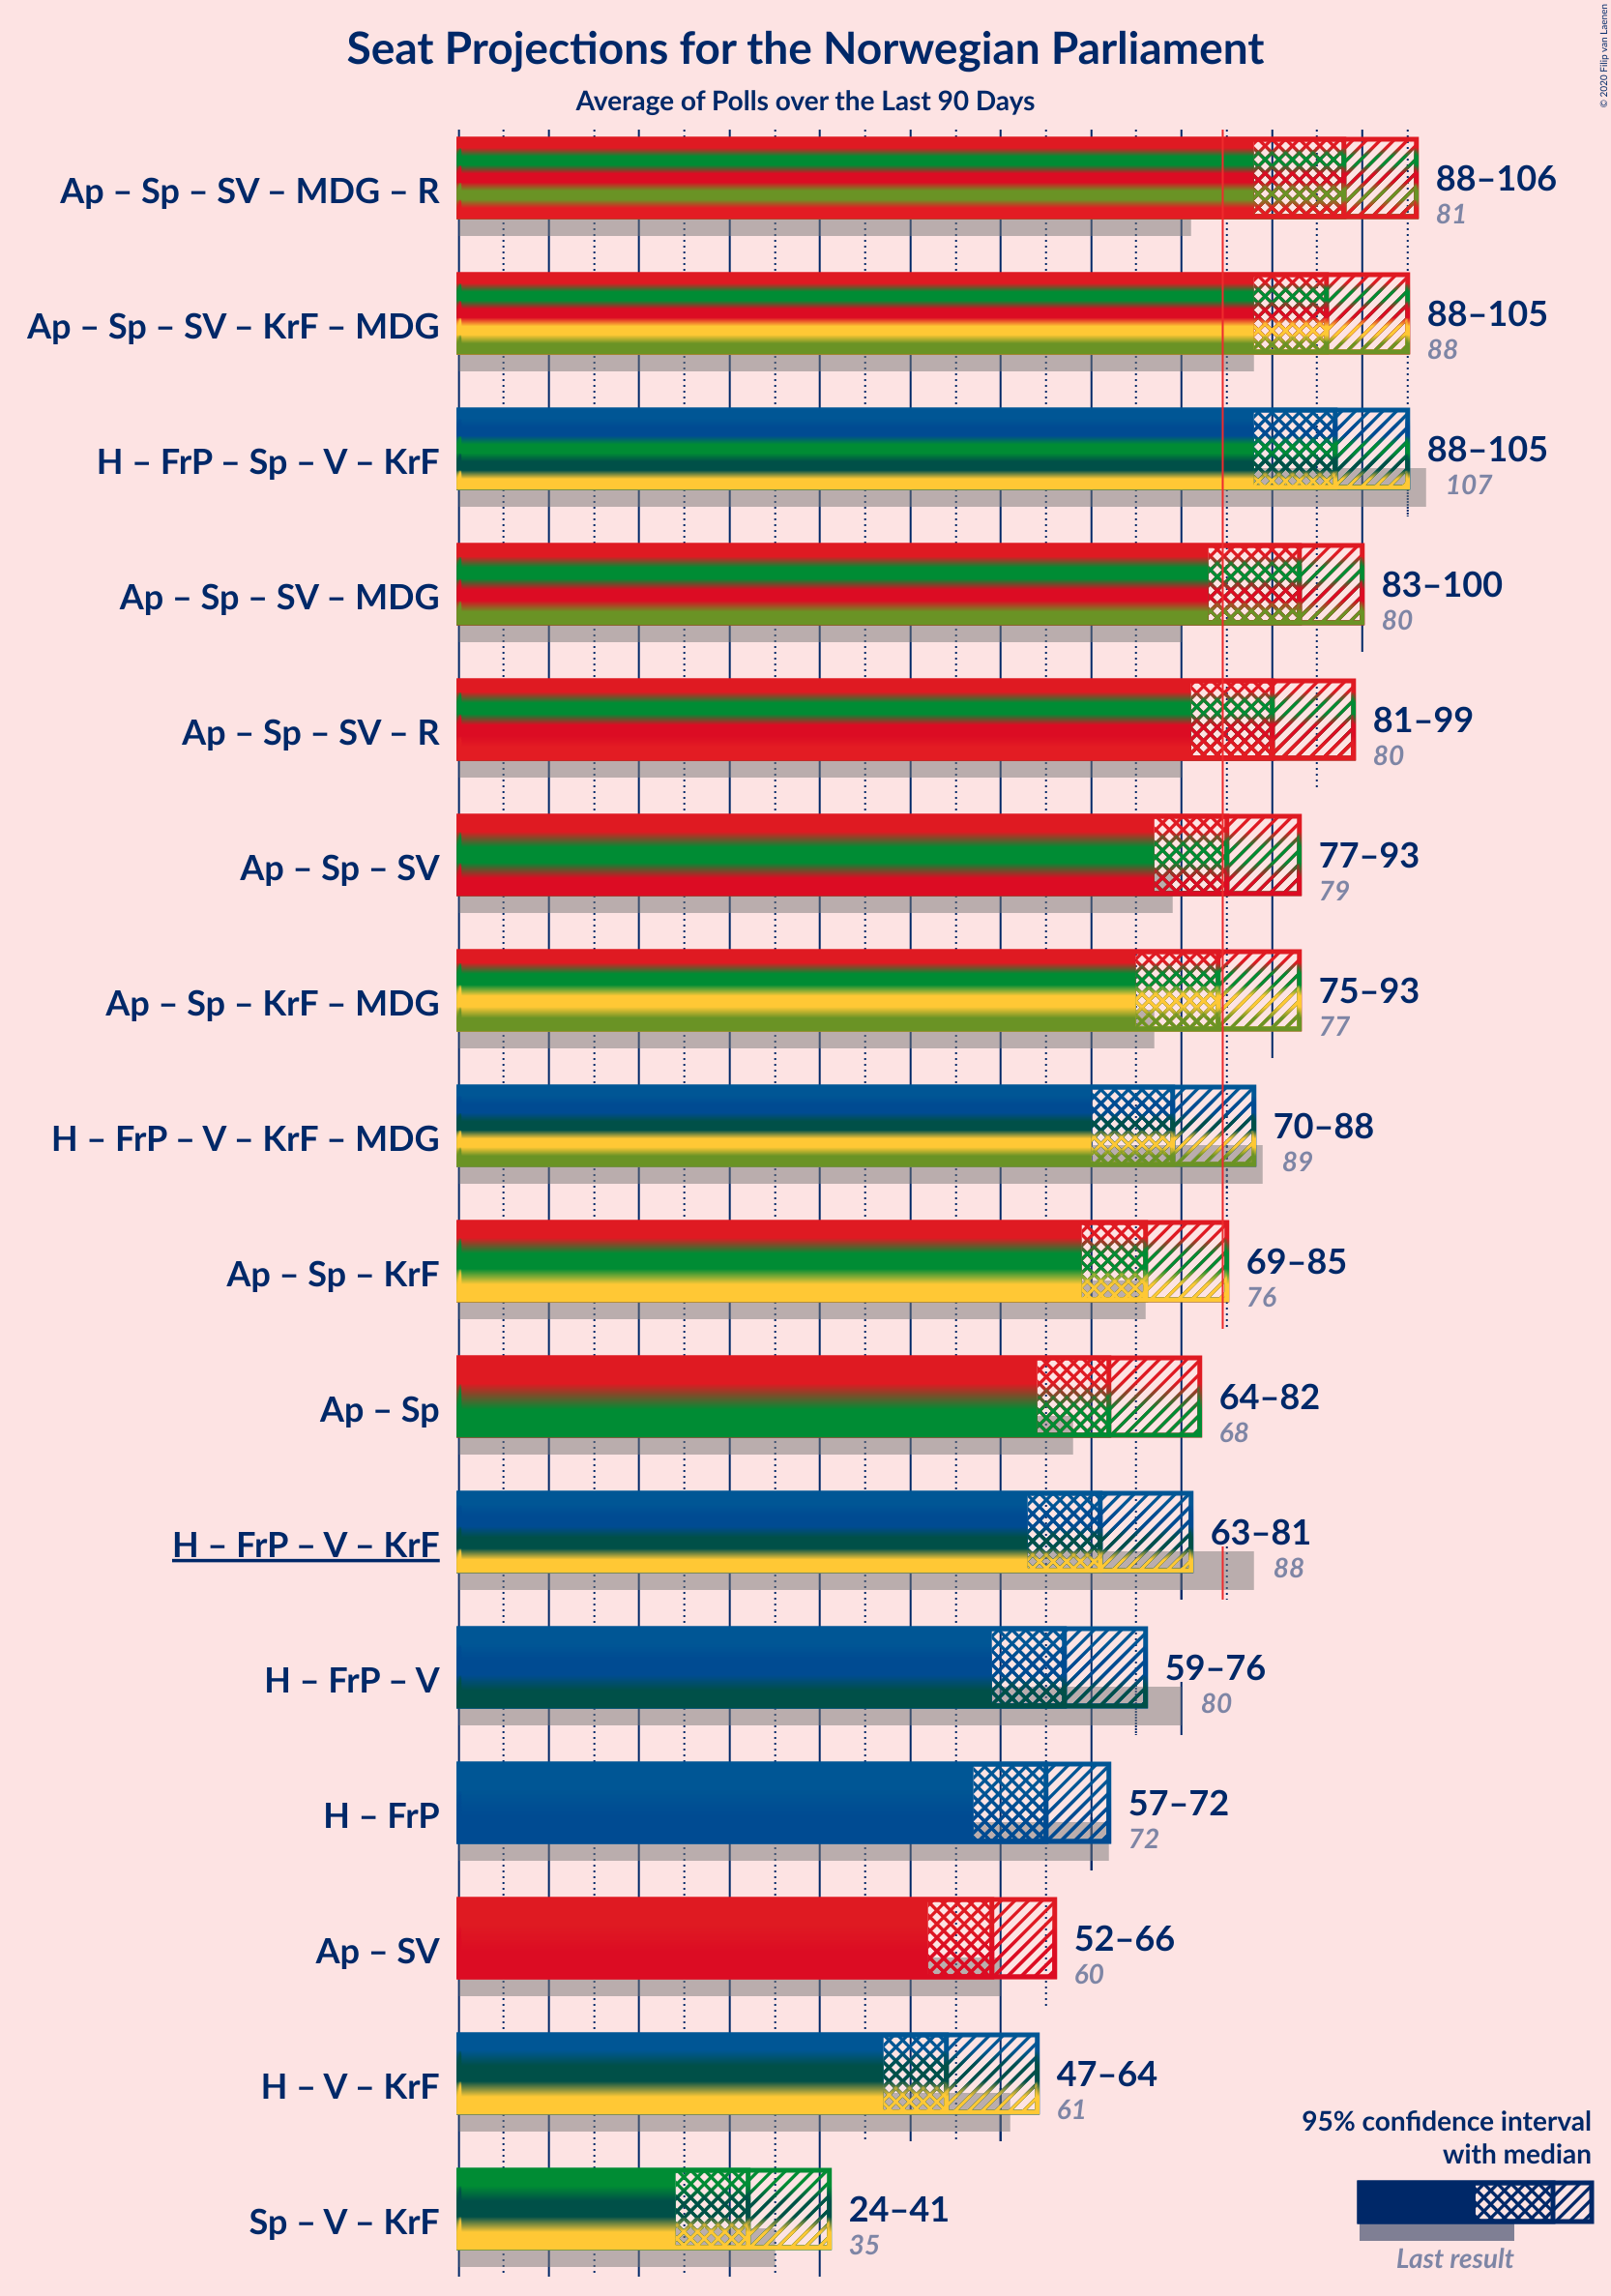 © 2020 Filip van Laenen
Seat Projections for the Norwegian Parliament
Average of Polls over the Last 90 Days
Ap – Sp – SV – MDG – R
88–106
81
Ap – Sp – SV – KrF – MDG
88–105
88
H – FrP – Sp – V – KrF
88–105
107
Ap – Sp – SV – MDG
83–100
80
Ap – Sp – SV – R
81–99
80
Ap – Sp – SV
77–93
79
Ap – Sp – KrF – MDG
75–93
77
H – FrP – V – KrF – MDG
70–88
89
Ap – Sp – KrF
69–85
76
Ap – Sp
64–82
68
H – FrP – V – KrF
63–81
88
H – FrP – V
59–76
80
H – FrP
57–72
72
Ap – SV
52–66
60
H – V – KrF
47–64
61
Sp – V – KrF
24–41
35
95% confidence interval
with median
Last result